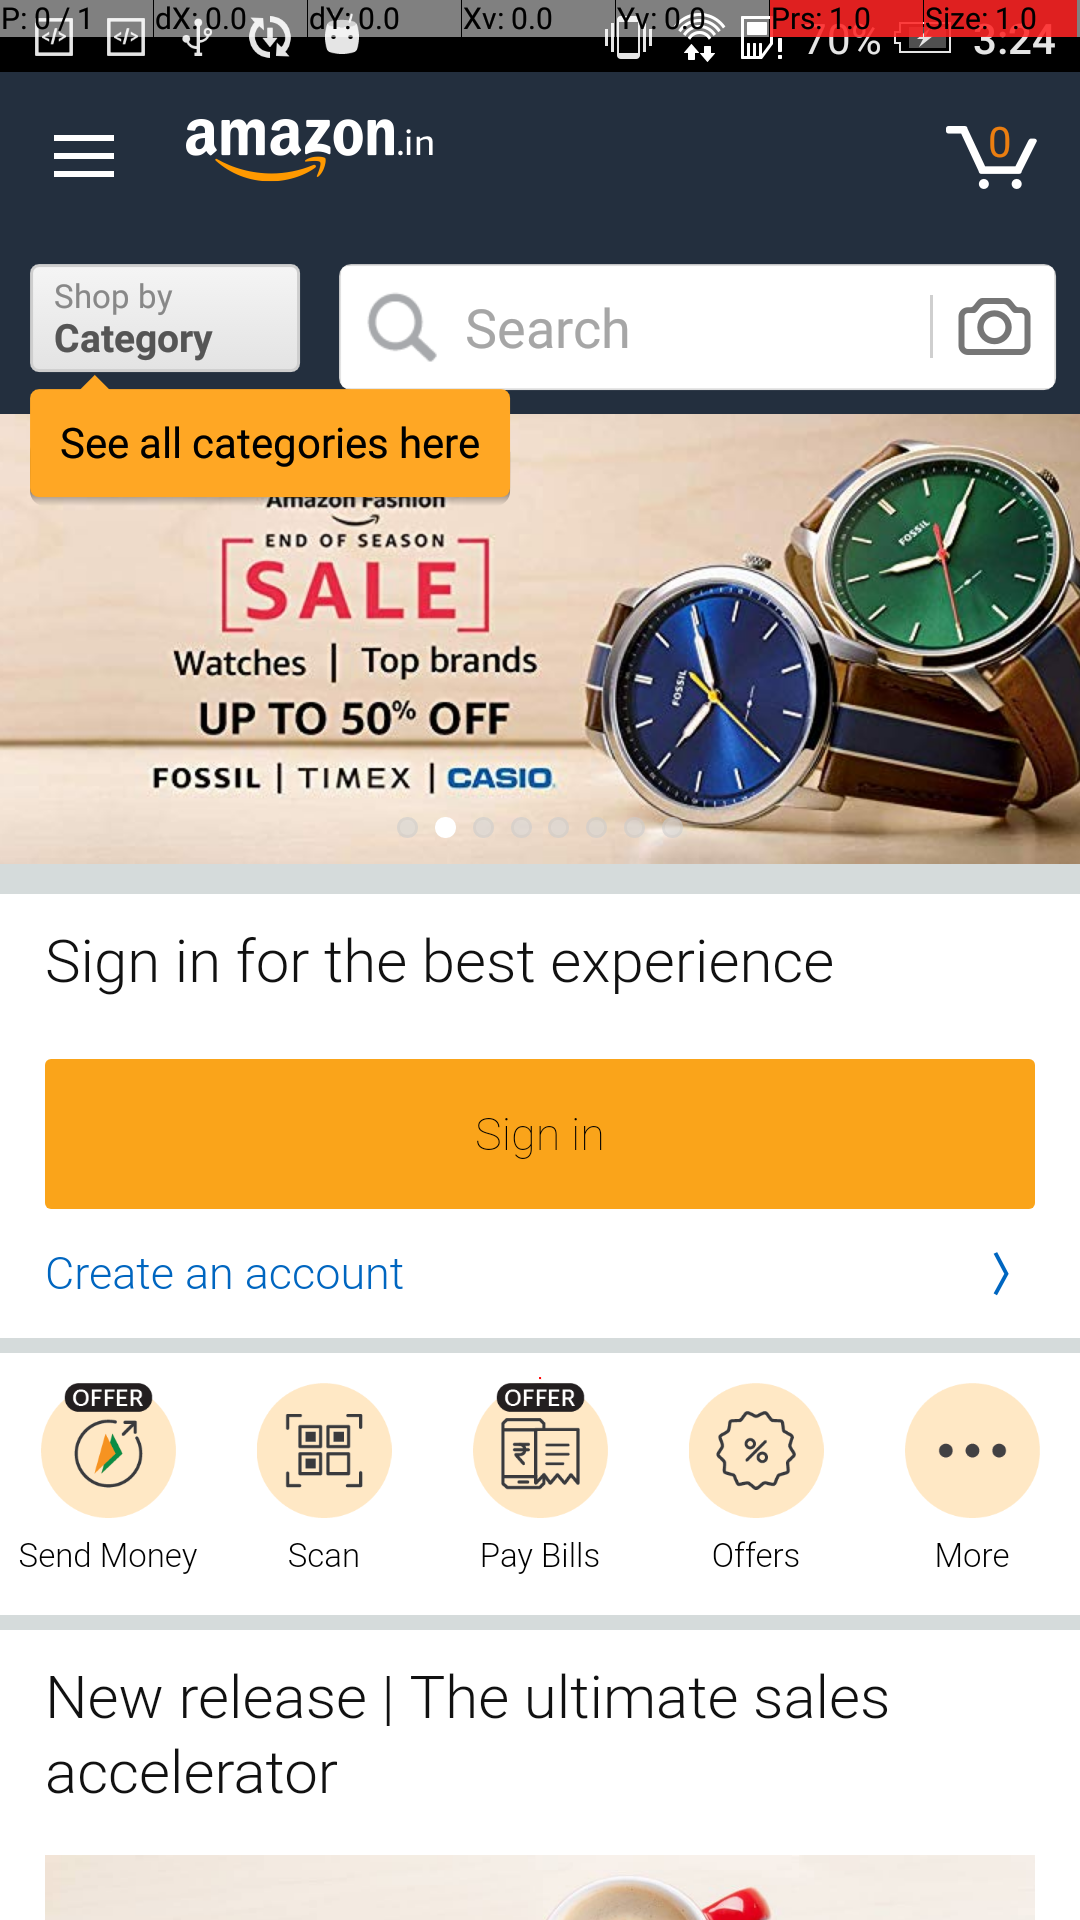 P: 0 / 1 dX: 0.0 dY: 0.0 Xv: 0.0 Yv: 0.0 Prs: 1.0 Size: 1.0
70% 3:24
amazon.in
0
Shop by
Category
Search
See all categories here
Amazon Fashion
END OF SEASON
SALE
Watches | Top brands
UP TO 50% OFF
FOSSIL | TIMEX | CASIO
FOSSIL
FOSSIL
Sign in for the best experience
Sign in
Create an account
OFFER OFFER
Send Money Scan Pay Bills Offers More
New release | The ultimate sales
accelerator